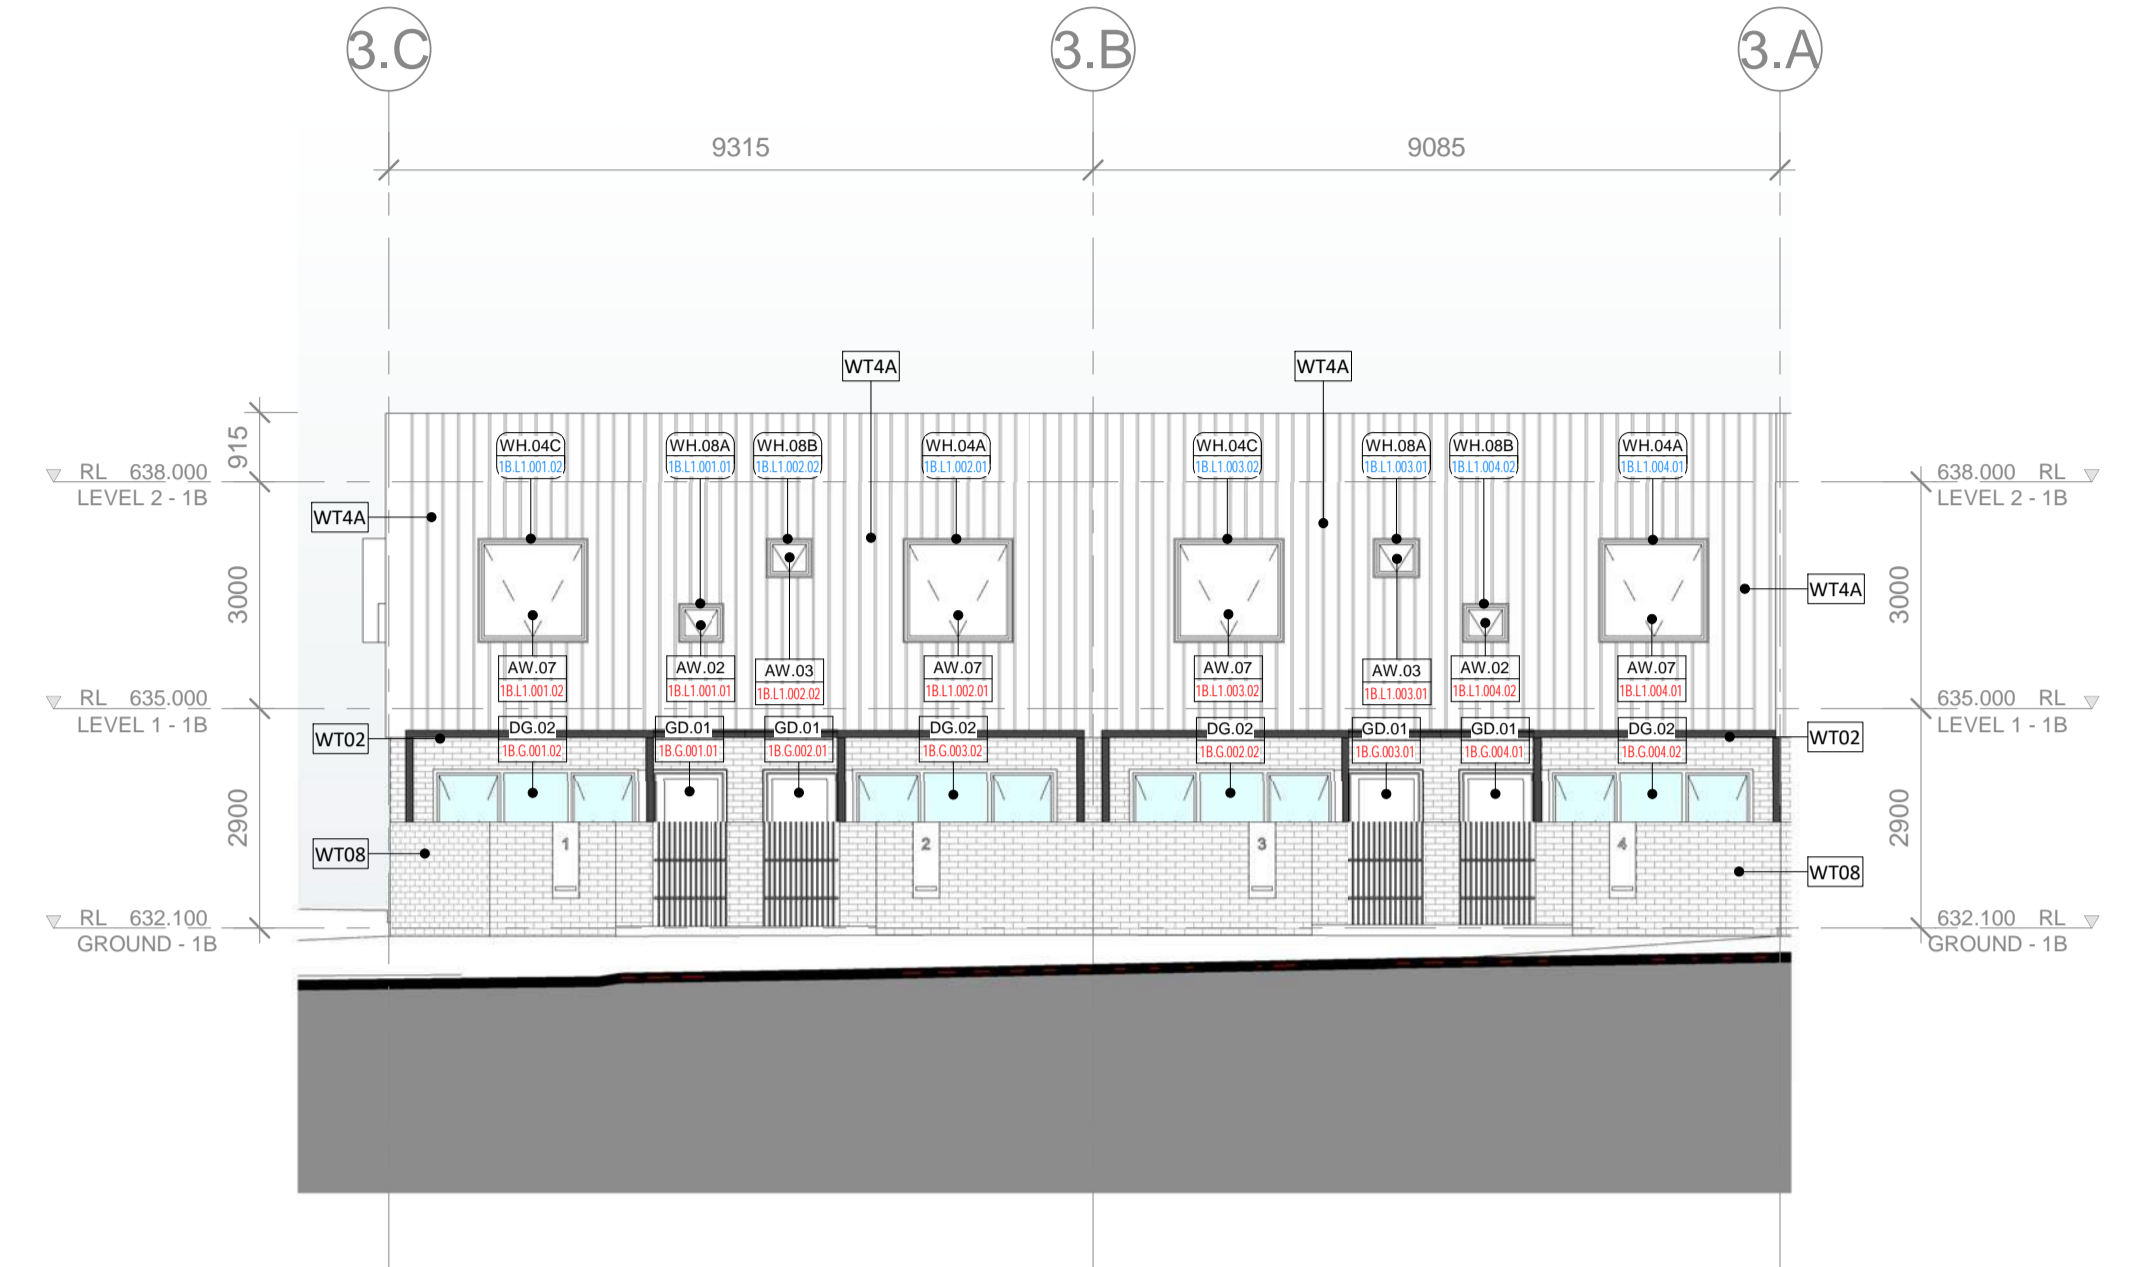 3.C
3.B
3.A
9315
9085
WT4A
WT4A
915
WH.04C
1B.L1.001.02
WH.08A
1B.L1.001.01
WH.08B
1B.L1.002.02
WH.04A
1B.L1.002.01
WH.04C
1B.L1.003.02
WH.08A
1B.L1.003.01
WH.08B
1B.L1.004.02
WH.04A
1B.L1.004.01
RL 638.000
LEVEL 2 - 1B
638.000 RL
LEVEL 2 - 1B
WT4A
WT4A
3000
3000
AW.07
1B.L1.001.02
AW.02
1B.L1.001.01
AW.03
1B.L1.002.02
AW.07
1B.L1.002.01
AW.07
1B.L1.003.02
AW.03
1B.L1.003.01
AW.02
1B.L1.004.02
AW.07
1B.L1.004.01
RL 635.000
LEVEL 1 - 1B
635.000 RL
LEVEL 1 - 1B
WT02
DG.02
1B.G.001.02
GD.01
1B.G.001.01
GD.01
1B.G.002.01
DG.02
1B.G.003.02
DG.02
1B.G.002.02
GD.01
1B.G.003.01
GD.01
1B.G.004.01
DG.02
1B.G.004.02
WT02
2900
2900
WT08
1
2
3
4
WT08
RL 632.100
GROUND - 1B
632.100 RL
GROUND - 1B